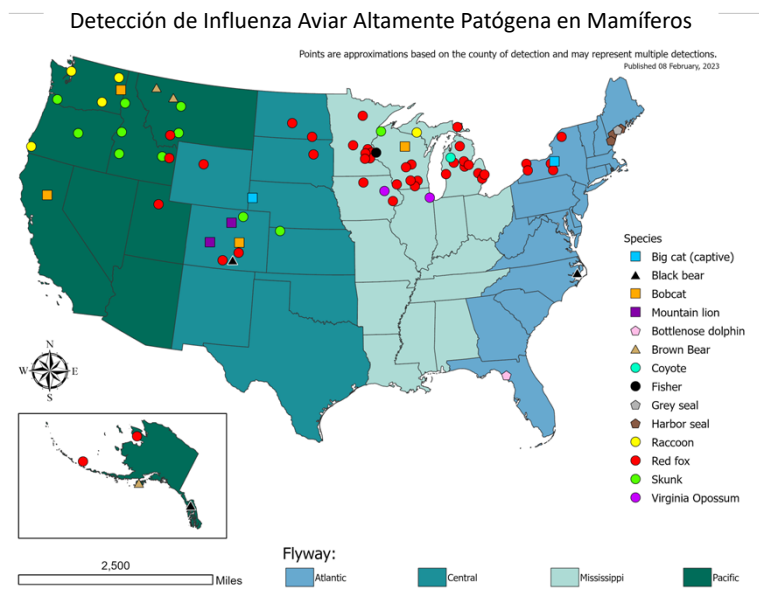 Detección de Influenza Aviar Altamente Patógena en Mamíferos
Points are approximations based on the county of detection and may represent multiple detections.
Published 08 February, 2023
Species
Big cat (captive)
Black bear
Bobcat
Mountain lion
Bottlenose dolphin
Brown Bear
Coyote
Fisher
Grey seal
Harbor seal
Raccoon
Red fox
Skunk
Virginia Opossum
N
W E
S
2,500
Miles
Flyway:
Atlantic Central Mississippi Pacific